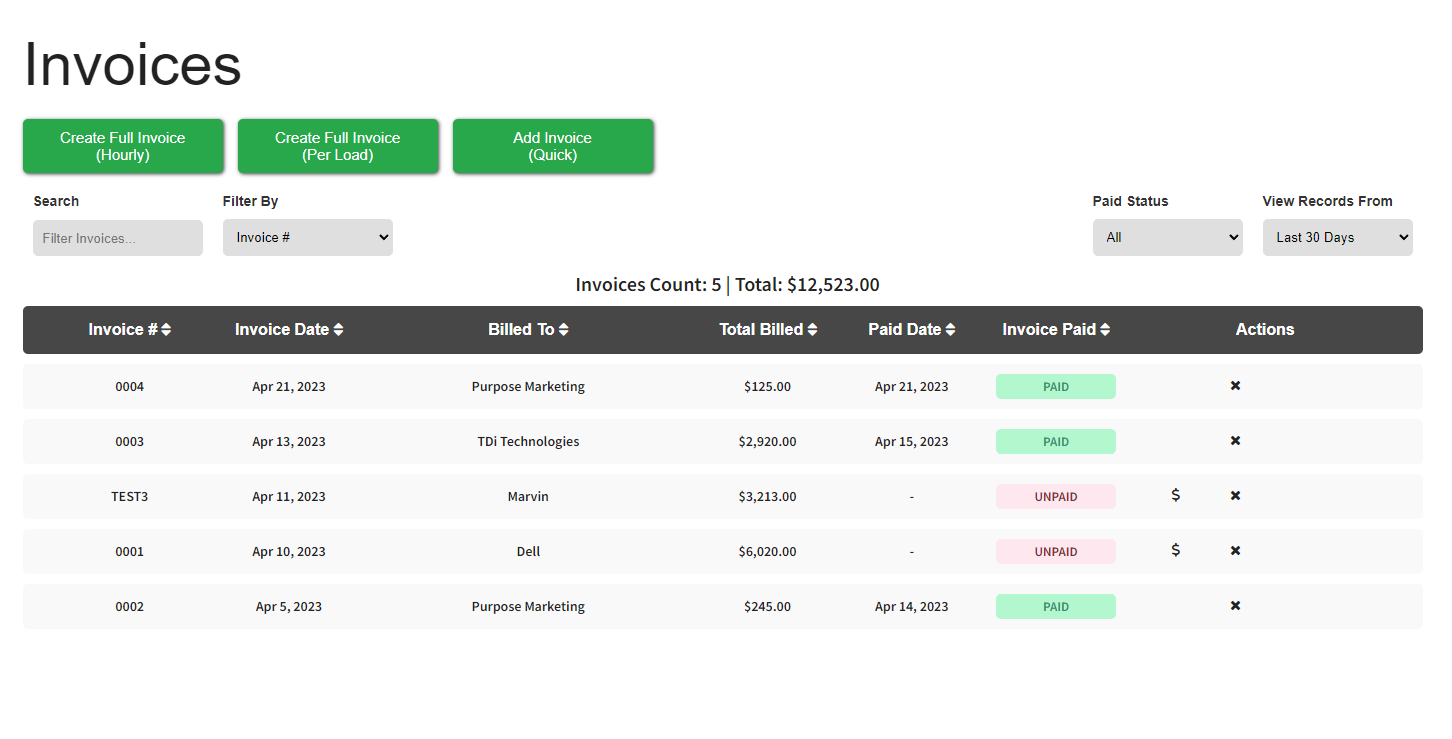 Invoices
Create Full Invoice
(Hourly)
Create Full Invoice
(Per Load)
Add Invoice
(Quick)
Search
Filter By
Paid Status
View Records From
Filter Invoices...
Invoice #
All
Last 30 Days
Invoices Count: 5 | Total: $12,523.00
Invoice # Invoice Date Billed To Total Billed Paid Date Invoice Paid Actions
0004 Apr 21, 2023 Purpose Marketing $125.00 Apr 21, 2023 PAID
0003 Apr 13, 2023 TDi Technologies $2,920.00 Apr 15, 2023 PAID
TEST3 Apr 11, 2023 Marvin $3,213.00 - UNPAID $
0001 Apr 10, 2023 Dell $6,020.00 - UNPAID $
0002 Apr 5, 2023 Purpose Marketing $245.00 Apr 14, 2023 PAID